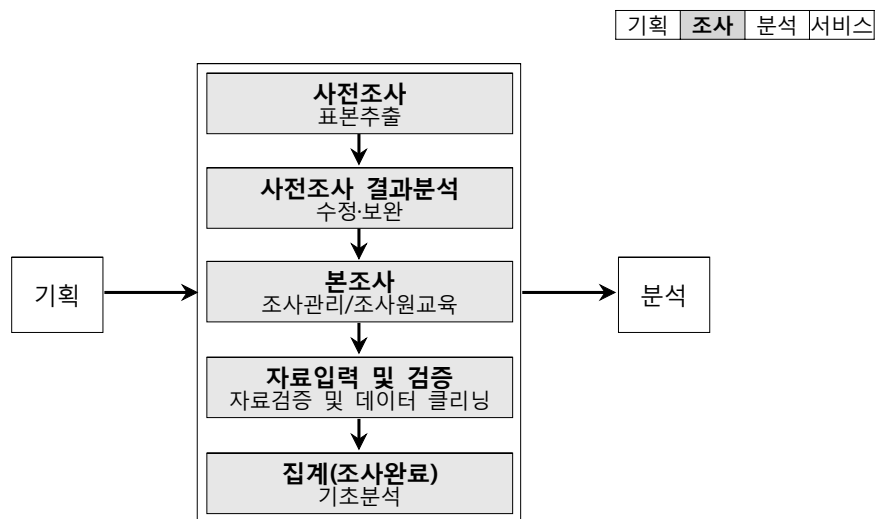 기획 조사 분석 서비스
사전조사
표본추출
사전조사 결과분석
수정·보완
본조사
조사관리/조사원교육
기획
분석
자료입력 및 검증
자료검증 및 데이터 클리닝
집계(조사완료)
기초분석